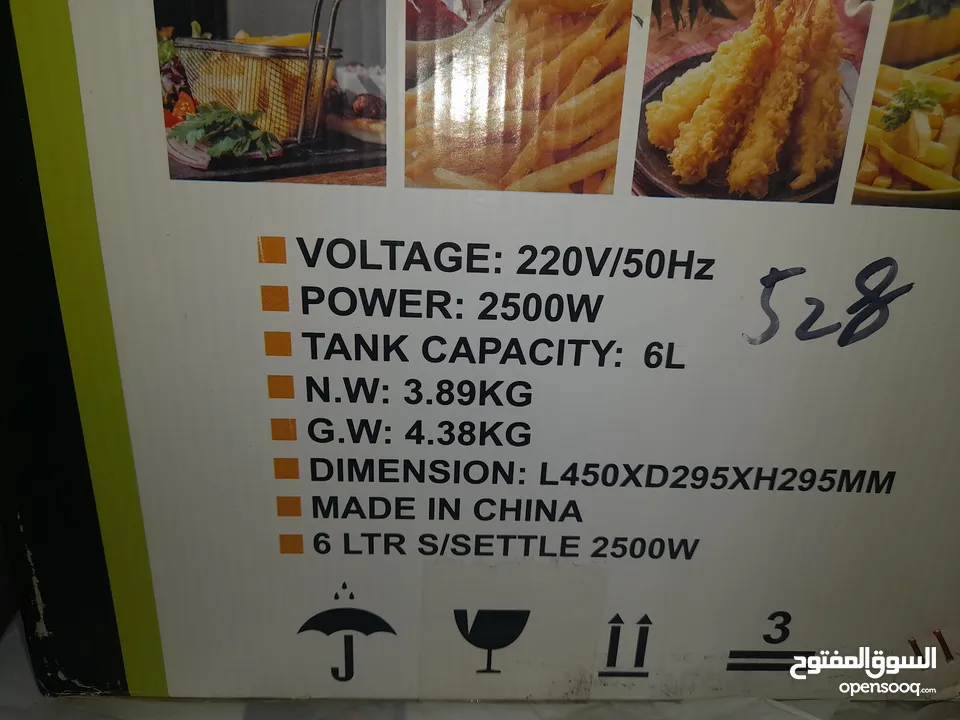 VOLTAGE: 220V/50Hz
528
POWER: 2500W
TANK CAPACITY: 6L
N.W: 3.89KG
G.W: 4.38KG
DIMENSION: L450XD295XH295MM
MADE IN CHINA
6 LTR S/SETTLE 2500W
3
السوق المفتوح
opensooq.com